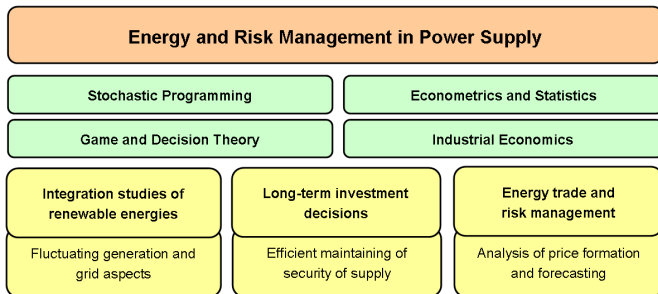 Energy and Risk Management in Power Supply
Stochastic Programming
Econometrics and Statistics
Game and Decision Theory
Industrial Economics
Integration studies of
renewable energies
Long-term investment
decisions
Energy trade and
risk management
Fluctuating generation and
grid aspects
Efficient maintaining of
security of supply
Analysis of price formation
and forecasting